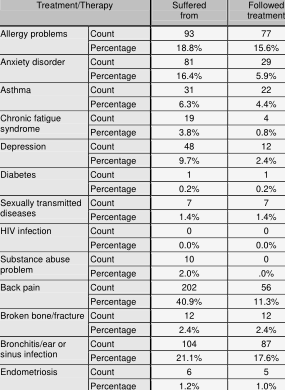 Treatment/Therapy Suffered from Followed treatment
Allergy problems Count 93 77
Percentage 18.8% 15.6%
Anxiety disorder Count 81 29
Percentage 16.4% 5.9%
Asthma Count 31 22
Percentage 6.3% 4.4%
Chronic fatigue syndrome Count 19 4
Percentage 3.8% 0.8%
Depression Count 48 12
Percentage 9.7% 2.4%
Diabetes Count 1 1
Percentage 0.2% 0.2%
Sexually transmitted diseases Count 7 7
Percentage 1.4% 1.4%
HIV infection Count 0 0
Percentage 0.0% 0.0%
Substance abuse problem Count 10 0
Percentage 2.0% .0%
Back pain Count 202 56
Percentage 40.9% 11.3%
Broken bone/fracture Count 12 12
Percentage 2.4% 2.4%
Bronchitis/ear or sinus infection Count 104 87
Percentage 21.1% 17.6%
Endometriosis Count 6 5
Percentage 1.2% 1.0%